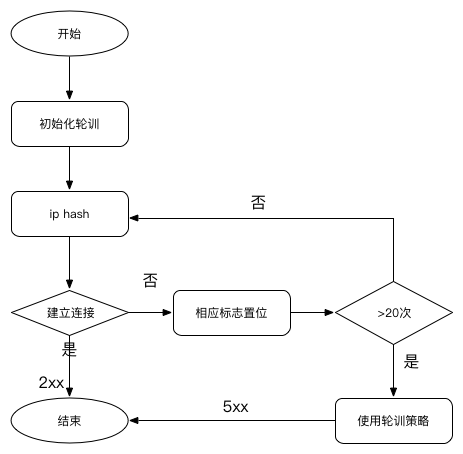 开始
初始化轮训
ip hash
否
建立连接
否
相应标志置位
>20次
是
2xx
是
结束
5xx
使用轮训策略